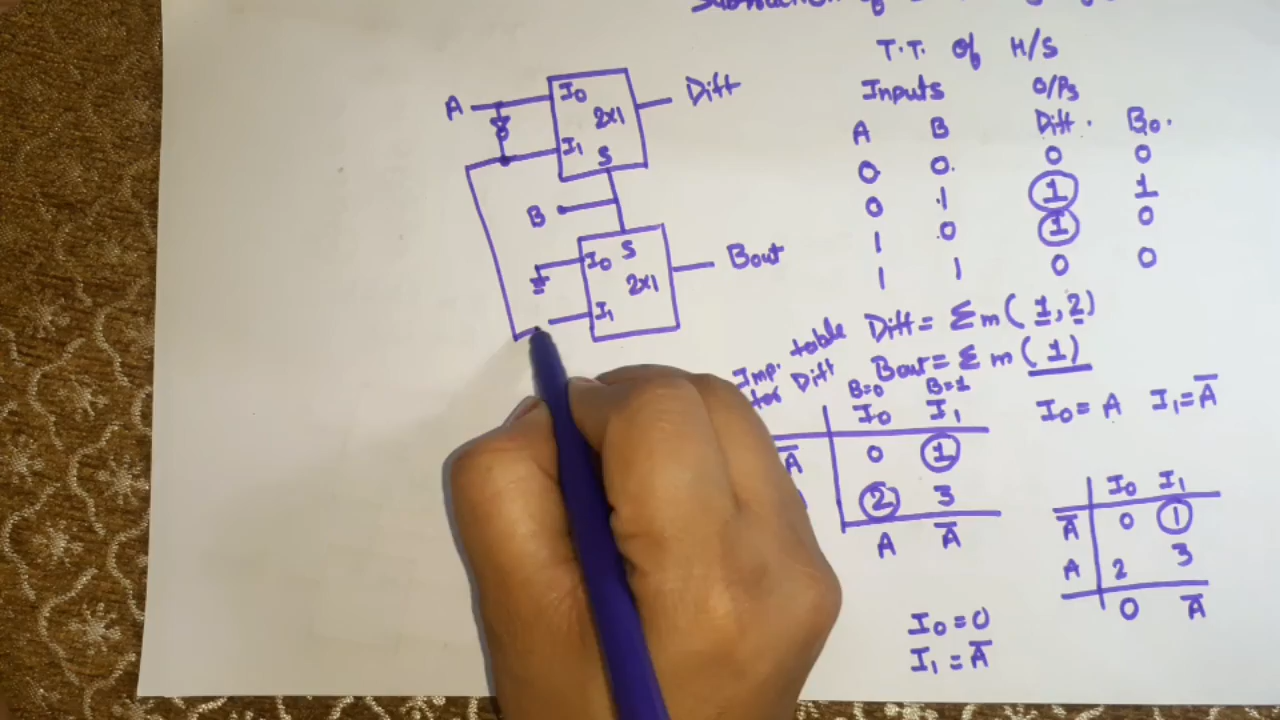 T.T. of H/S
Inputs O/Ps
A B Diff. Bo.
0 0 0 0
0 1 1 1
1 0 1 0
1 1 0 0
Diff = Σm(1,2)
Bout = Σm(1)
Imp. table
for Diff
B=0 B=1
I0 I1
Ā 0 1
2 3
A Ā
I0 = A I1 = Ā
I0 I1
Ā 0 1
A 2 3
0 Ā
I0 = 0
I1 = Ā
A I0 2x1 Diff
I1 S
B
I0 S 2x1 Bout
I1